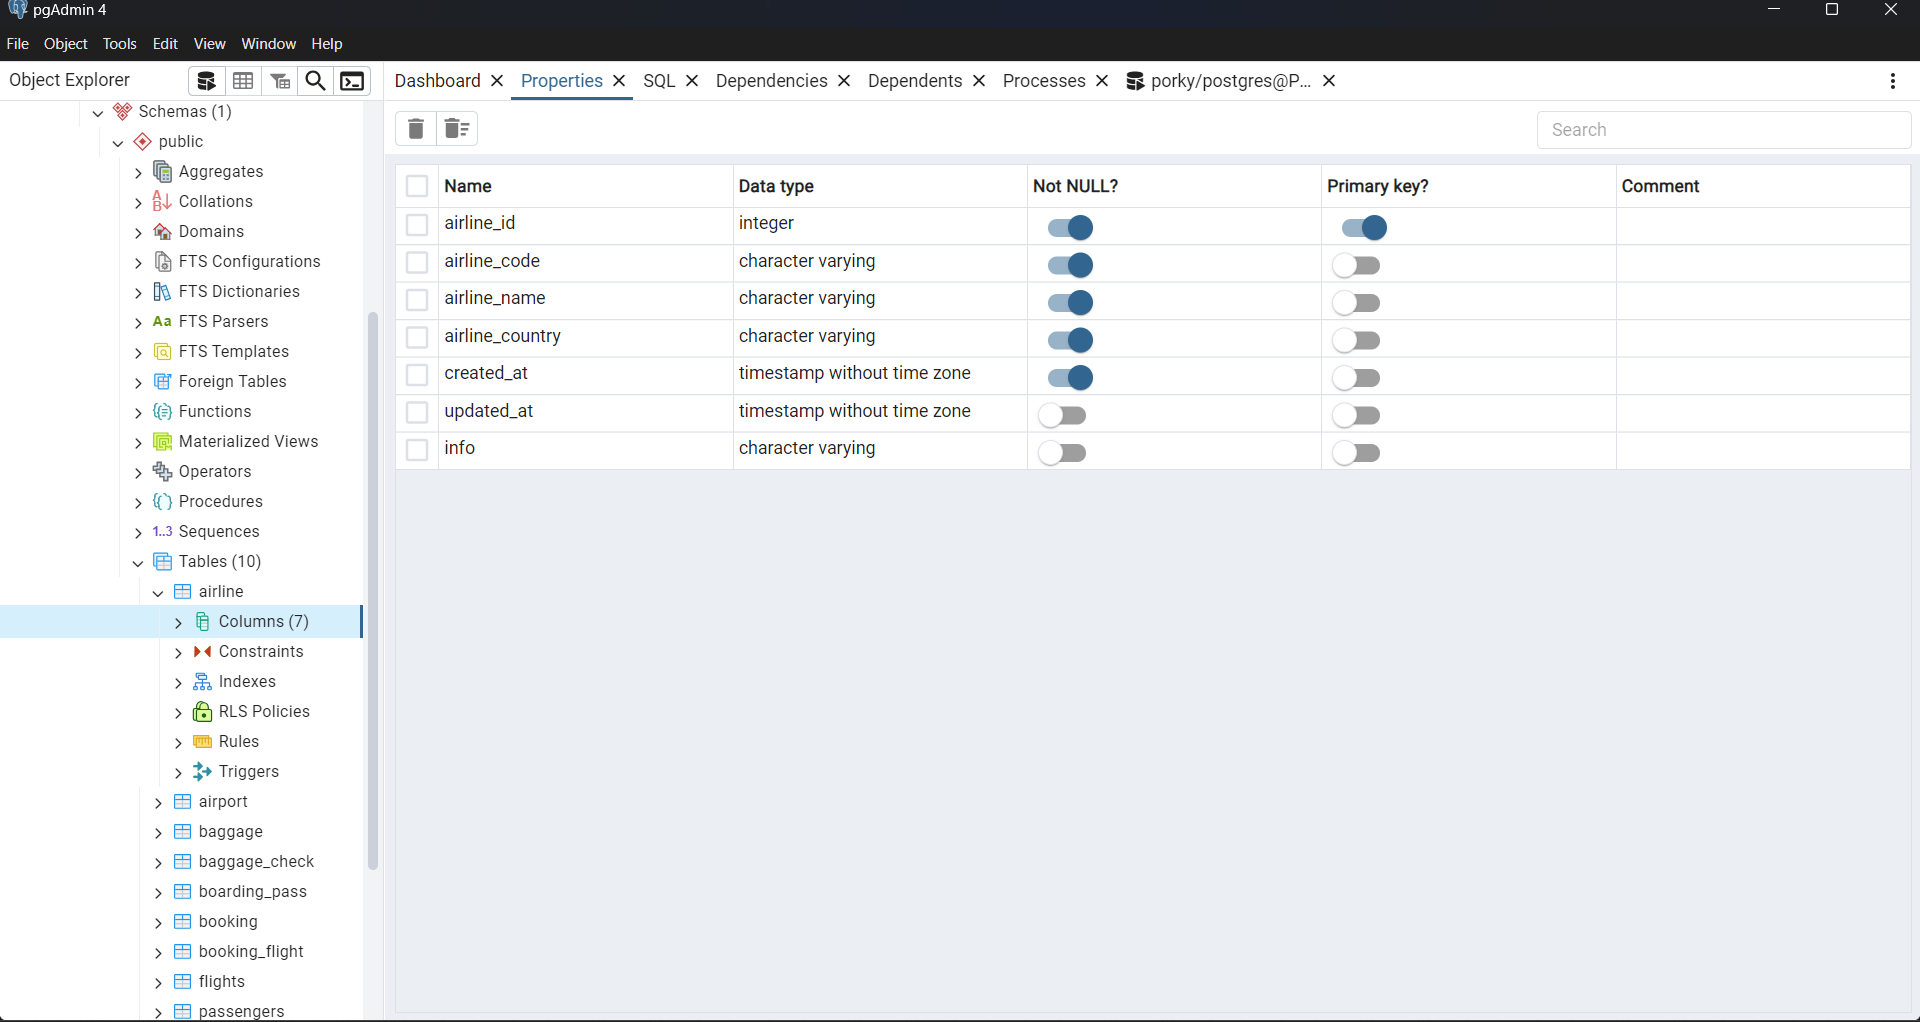 pgAdmin 4
File Object Tools Edit View Window Help
Object Explorer
Dashboard Properties SQL Dependencies Dependents Processes porky/postgres@P...
Search
Schemas (1)
public
Aggregates
Collations
Domains
FTS Configurations
FTS Dictionaries
Aa FTS Parsers
FTS Templates
Foreign Tables
Functions
Materialized Views
Operators
Procedures
1..3 Sequences
Tables (10)
airline
Columns (7)
Constraints
Indexes
RLS Policies
Rules
Triggers
airport
baggage
baggage_check
boarding_pass
booking
booking_flight
flights
passengers
Name Data type Not NULL? Primary key? Comment
airline_id integer
airline_code character varying
airline_name character varying
airline_country character varying
created_at timestamp without time zone
updated_at timestamp without time zone
info character varying